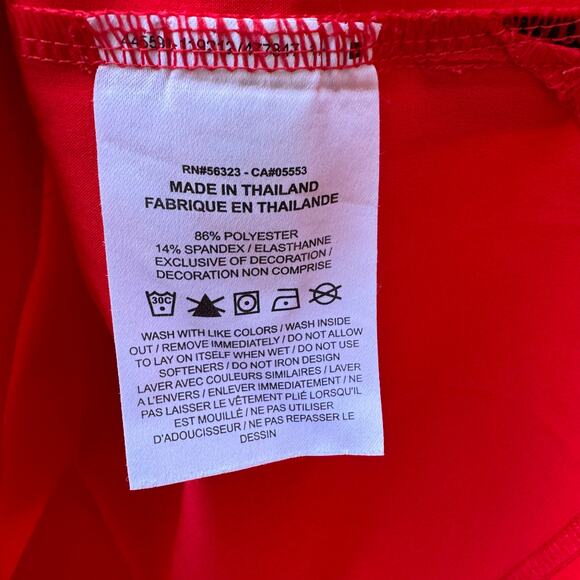 RN#56323 - CA#05553
MADE IN THAILAND
FABRIQUE EN THAILANDE
86% POLYESTER
14% SPANDEX / ELASTHANNE
EXCLUSIVE OF DECORATION /
DECORATION NON COMPRISE
30C
WASH WITH LIKE COLORS / WASH INSIDE
OUT / REMOVE IMMEDIATELY / DO NOT ALLOW
TO LAY ON ITSELF WHEN WET / DO NOT USE
SOFTENERS / DO NOT IRON DESIGN
LAVER AVEC COULEURS SIMILAIRES / LAVER
A L'ENVERS / ENLEVER IMMEDIATEMENT / NE
PAS LAISSER LE VÊTEMENT PLIÉ LORSQU'IL
EST MOUILLÉ / NE PAS UTILISER
D'ADOUCISSEUR / NE PAS REPASSER LE
DESSIN